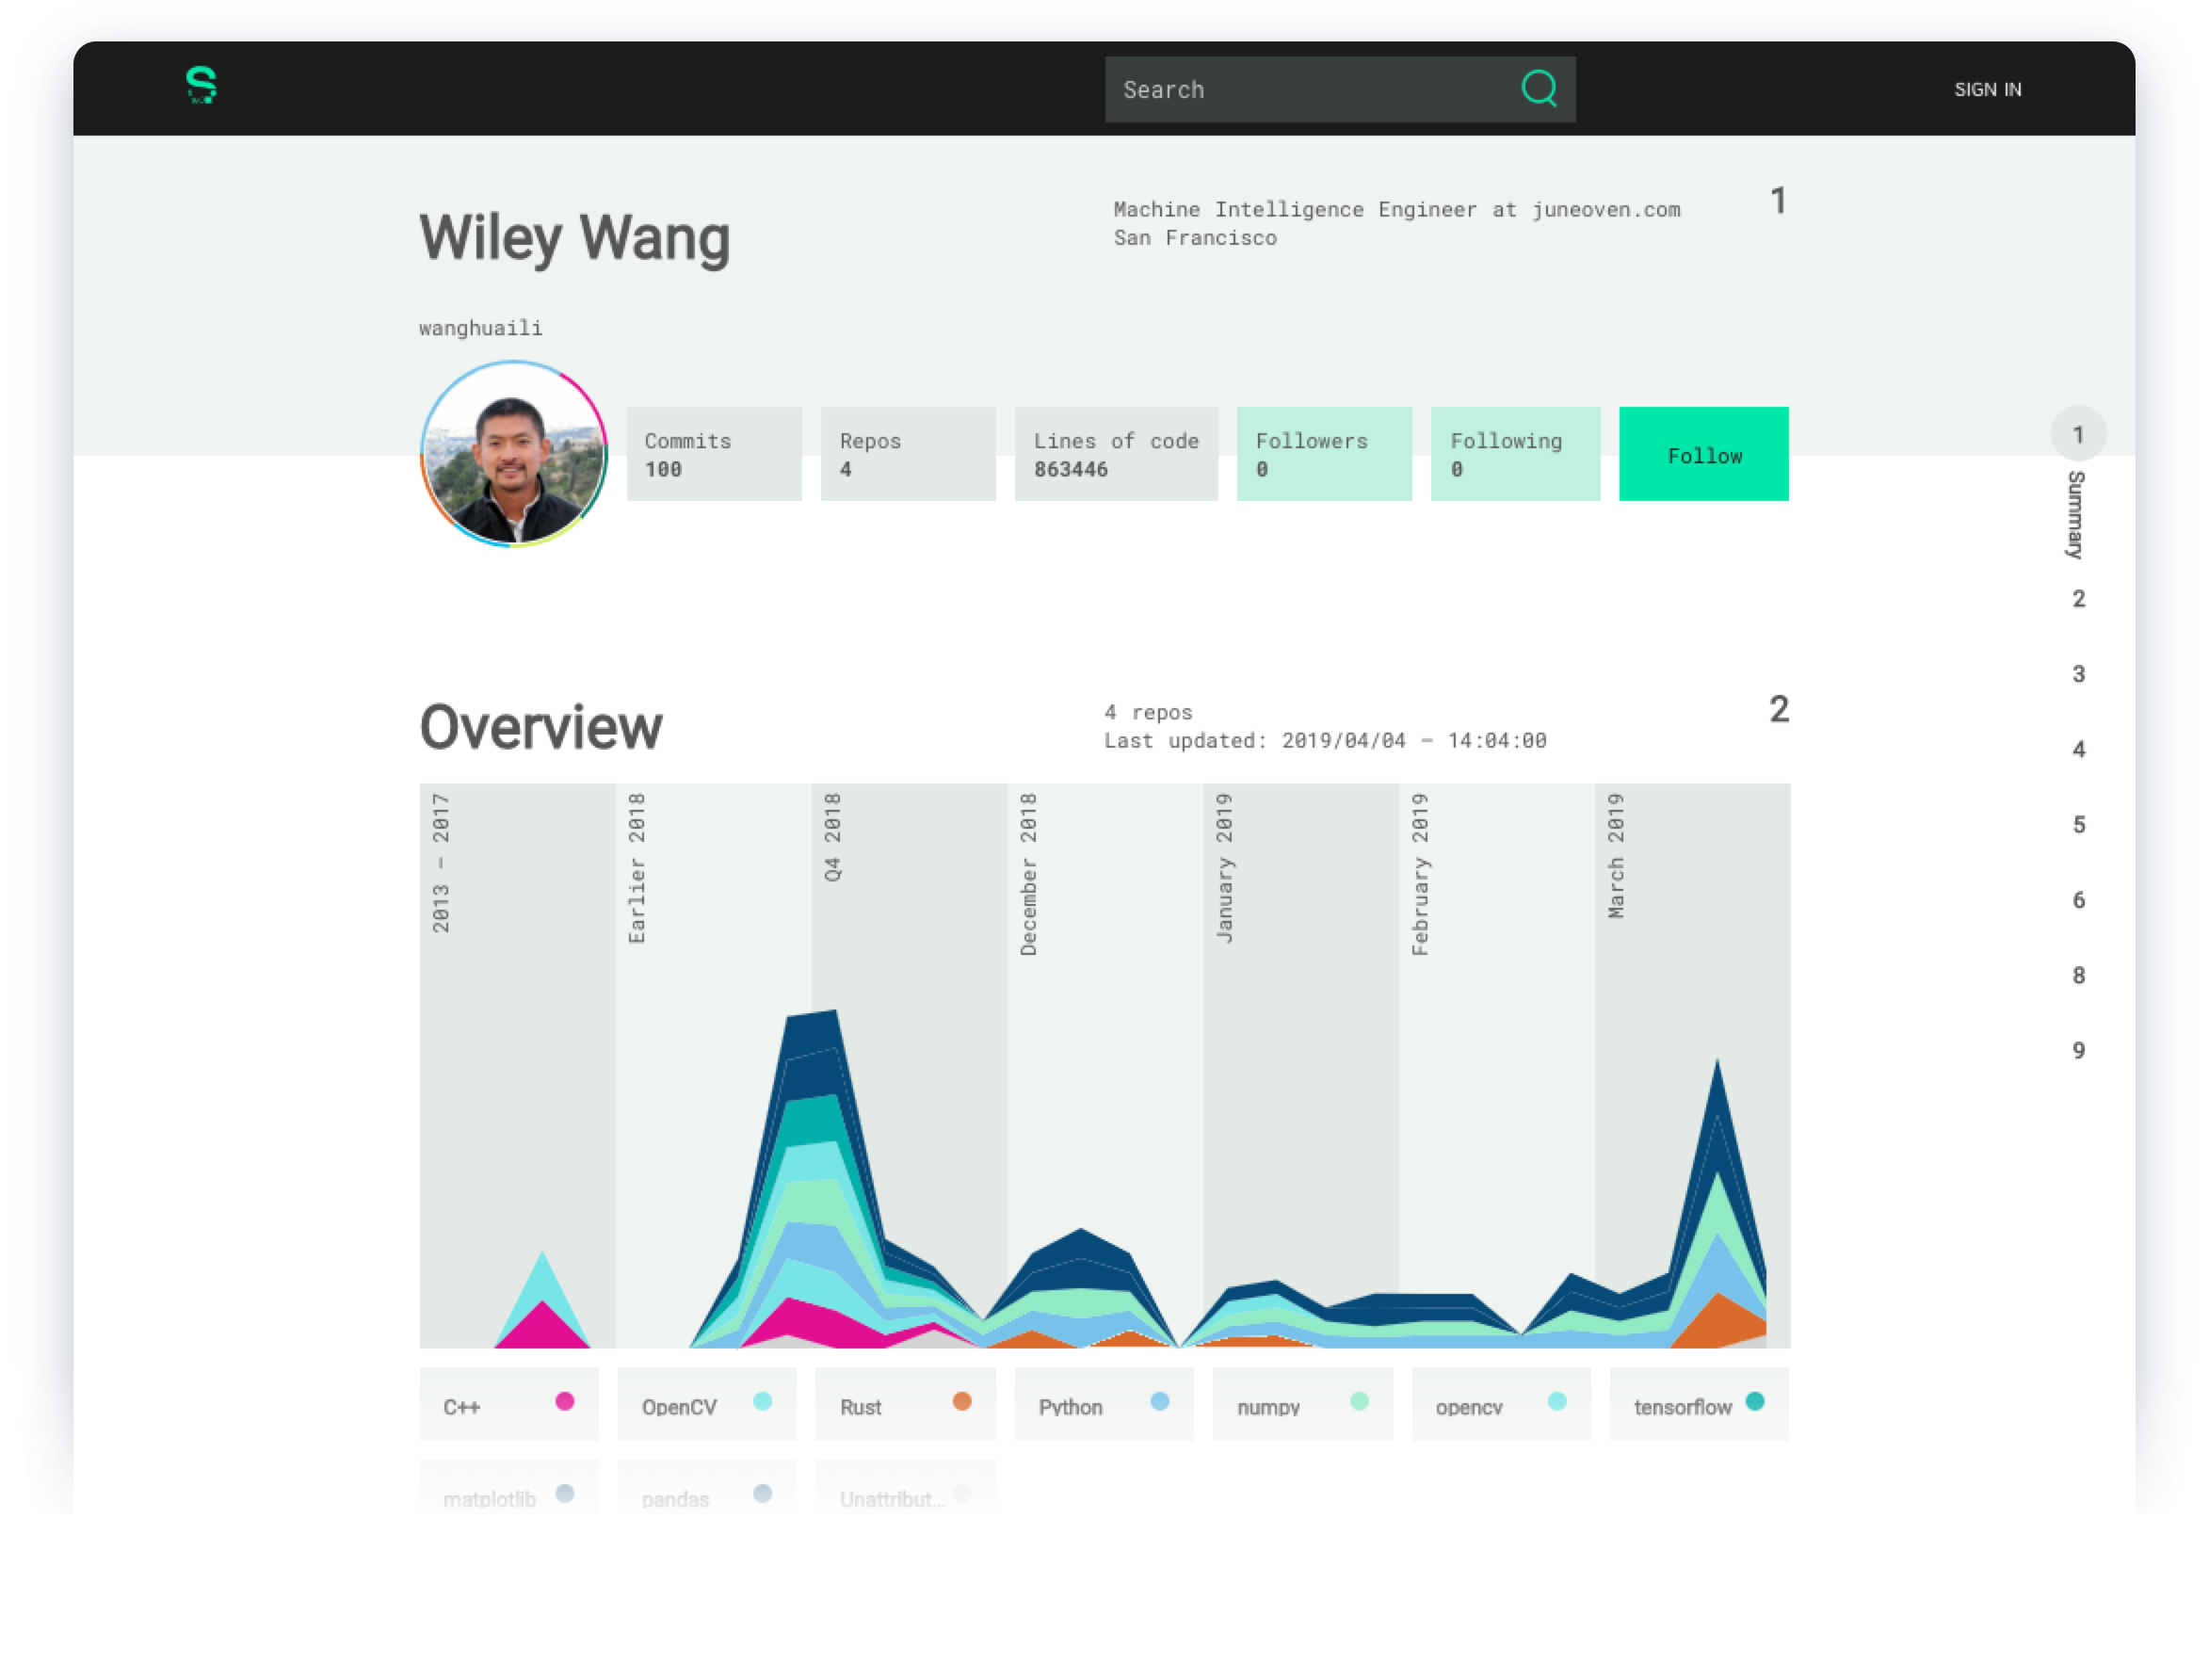 S
Search
SIGN IN
Wiley Wang
Machine Intelligence Engineer at juneoven.com
San Francisco
1
wanghuaili
Commits
100
Repos
4
Lines of code
863446
Followers
0
Following
0
Follow
1
Summary
2
3
4
5
6
8
9
Overview
4 repos
Last updated: 2019/04/04 – 14:04:00
2
2013 – 2017
Earlier 2018
Q4 2018
December 2018
January 2019
February 2019
March 2019
C++
OpenCV
Rust
Python
numpy
opencv
tensorflow
matplotlib
pandas
Unattribut...